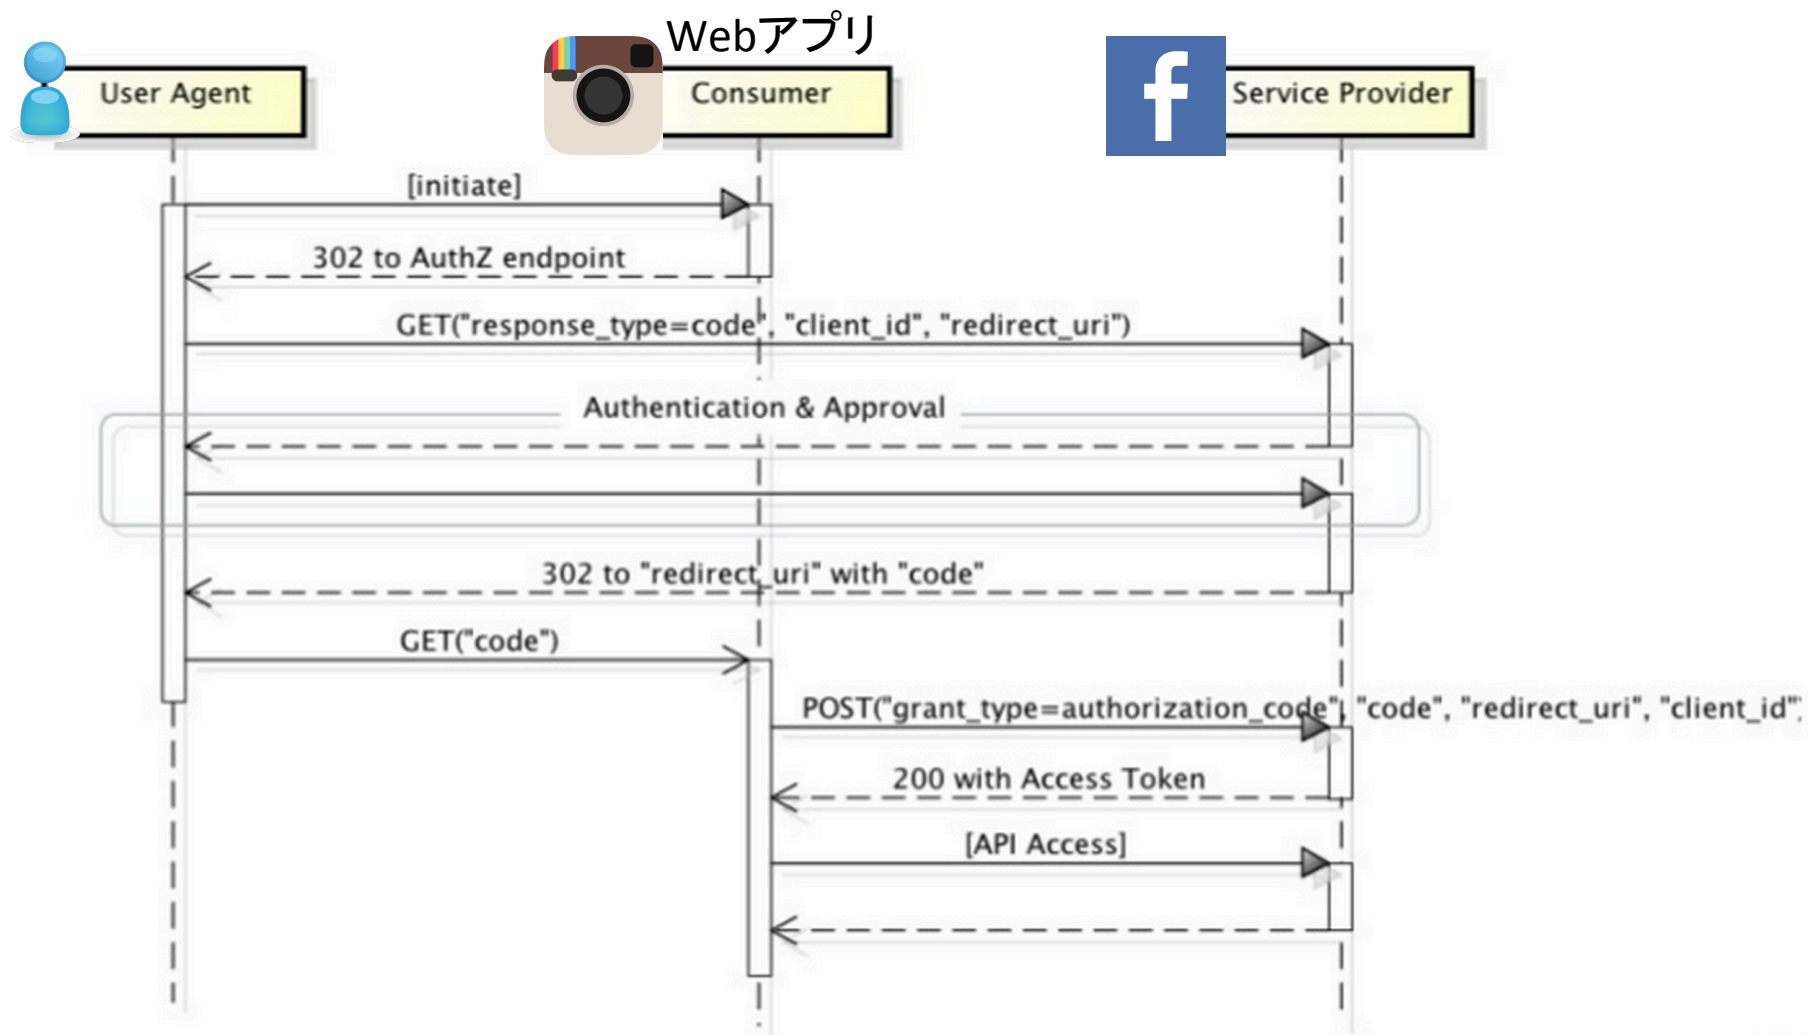 Webアプリ
User Agent
Consumer
Service Provider
[initiate]
302 to AuthZ endpoint
GET("response_type=code", "client_id", "redirect_uri")
Authentication & Approval
302 to "redirect_uri" with "code"
GET("code")
POST("grant_type=authorization_code", "code", "redirect_uri", "client_id")
200 with Access Token
[API Access]